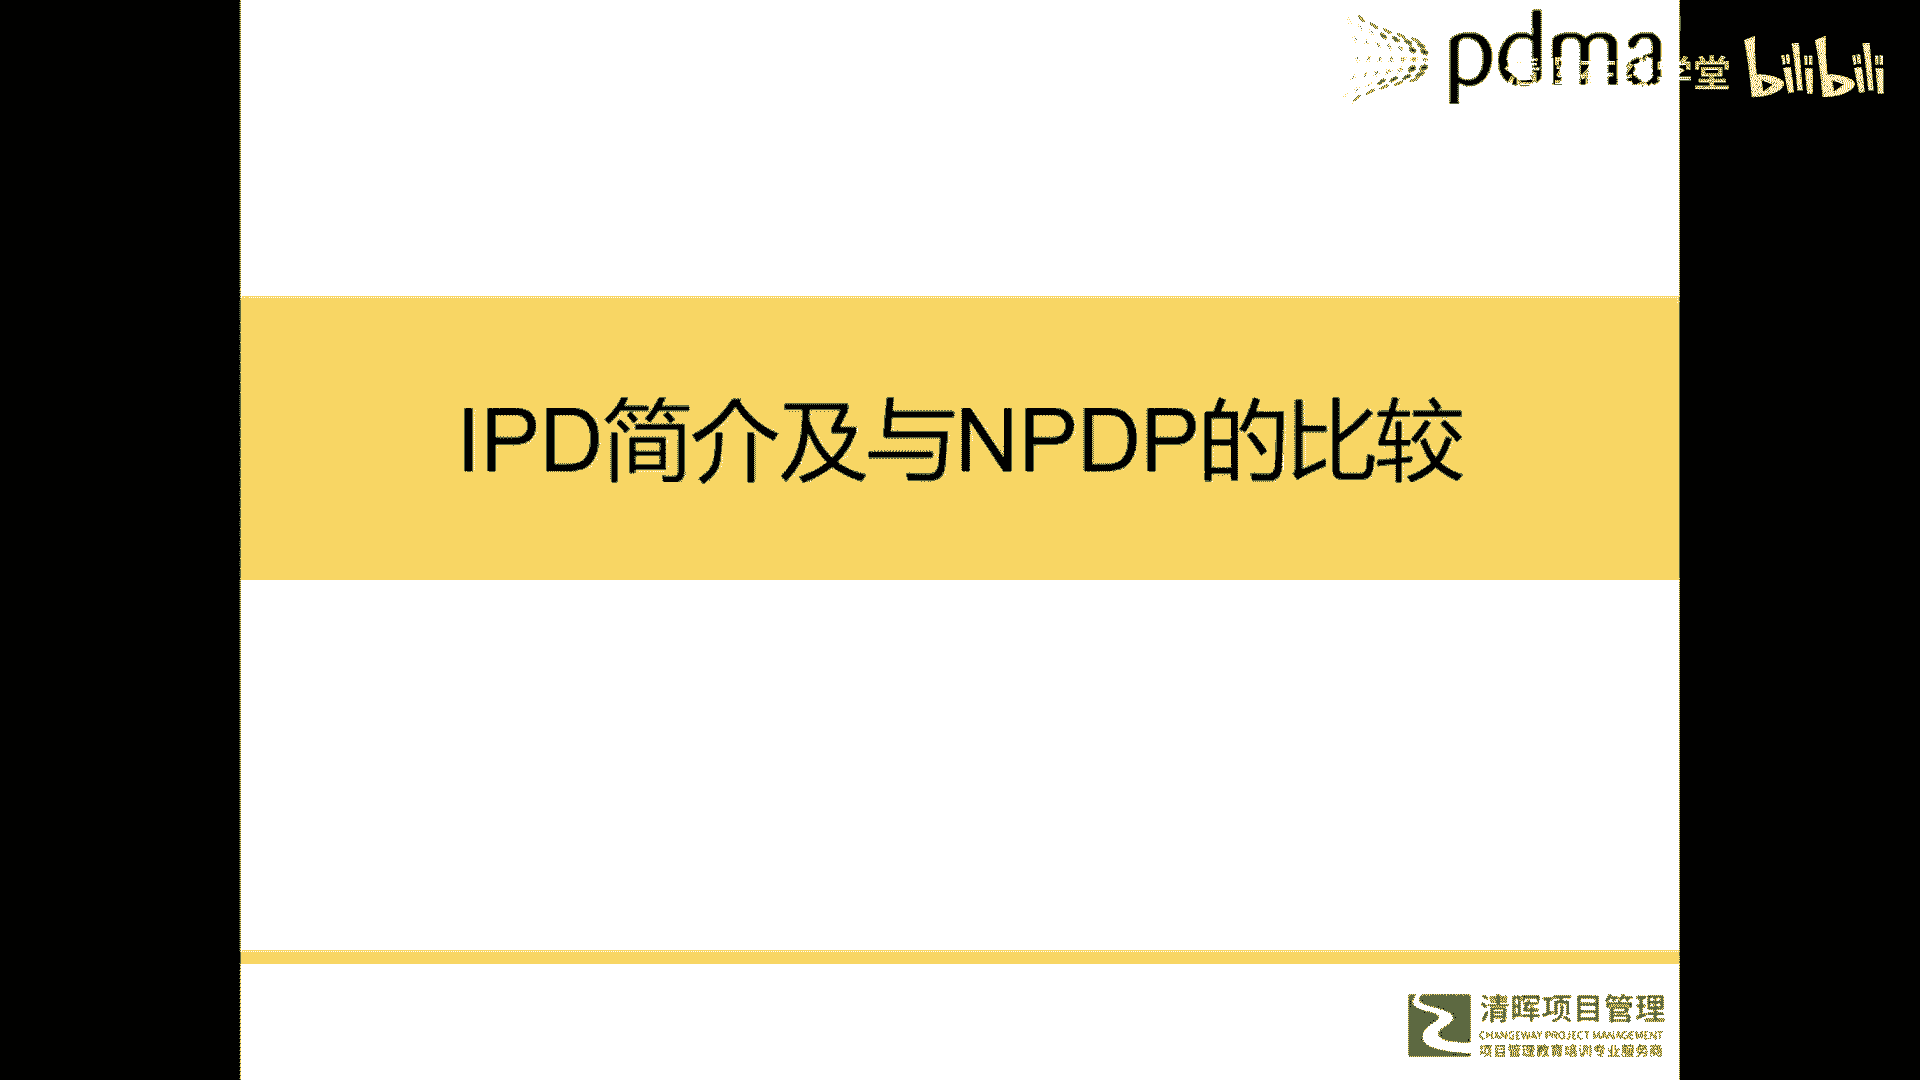 pdma
学堂 bilibili
IPD简介及与NPDP的比较
清晖项目管理
CHANGEWAY PROJECT MANAGEMENT
项目管理教育培训专业服务商